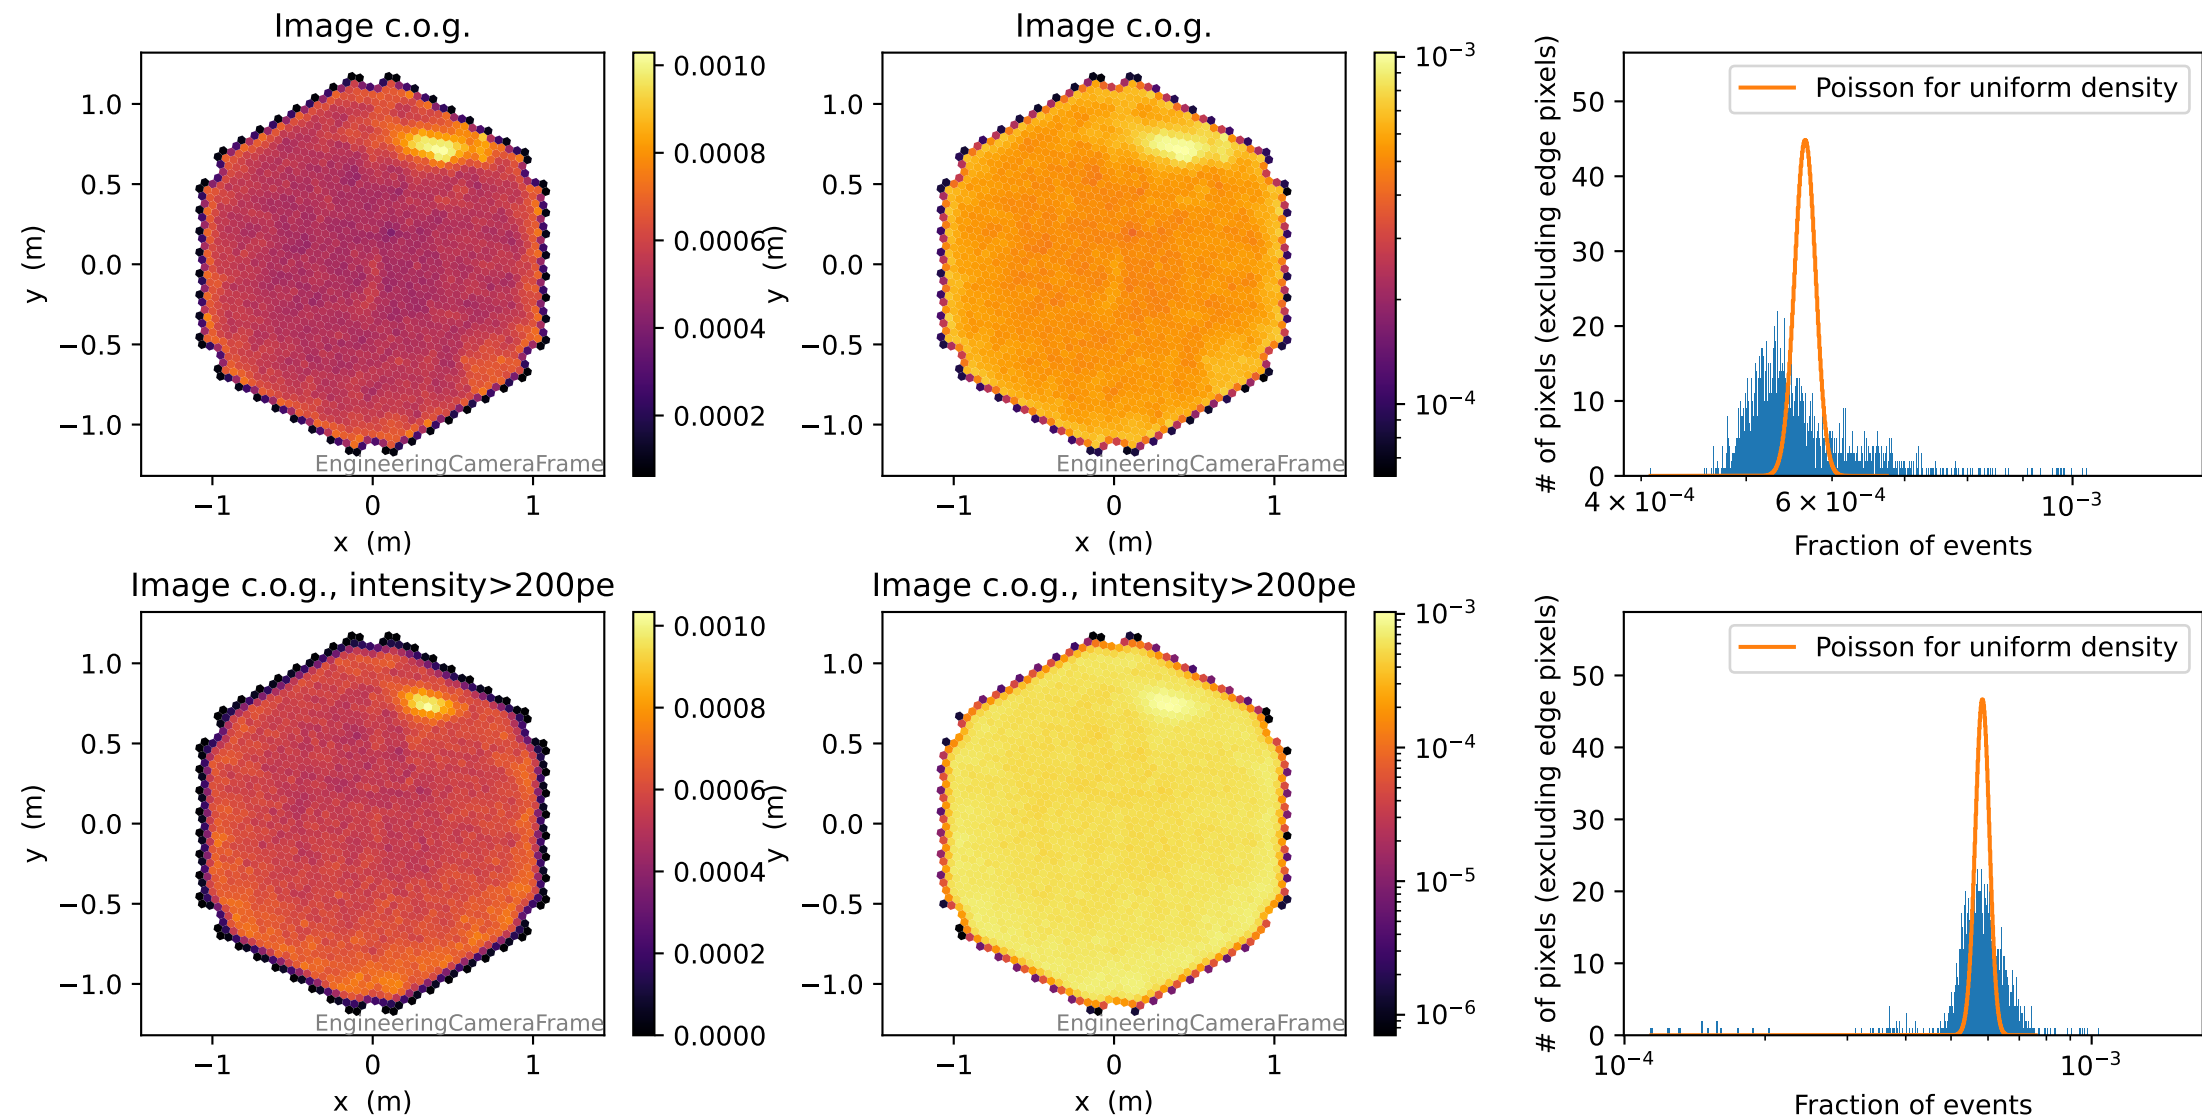 Image c.o.g.
1.0
0.5
0.0
−0.5
−1.0
y (m)
−1
0
1
x (m)
EngineeringCameraFrame
0.0010
0.0008
0.0006
0.0004
0.0002
Image c.o.g.
1.0
0.5
0.0
−0.5
−1.0
y (m)
−1
0
1
x (m)
EngineeringCameraFrame
10⁻³
10⁻⁴
Poisson for uniform density
50
40
30
20
10
0
# of pixels (excluding edge pixels)
4 × 10⁻⁴
6 × 10⁻⁴
10⁻³
Fraction of events
Image c.o.g., intensity>200pe
1.0
0.5
0.0
−0.5
−1.0
y (m)
−1
0
1
x (m)
EngineeringCameraFrame
0.0010
0.0008
0.0006
0.0004
0.0002
0.0000
Image c.o.g., intensity>200pe
1.0
0.5
0.0
−0.5
−1.0
y (m)
−1
0
1
x (m)
EngineeringCameraFrame
10⁻³
10⁻⁴
10⁻⁵
10⁻⁶
Poisson for uniform density
50
40
30
20
10
0
# of pixels (excluding edge pixels)
10⁻⁴
10⁻³
Fraction of events